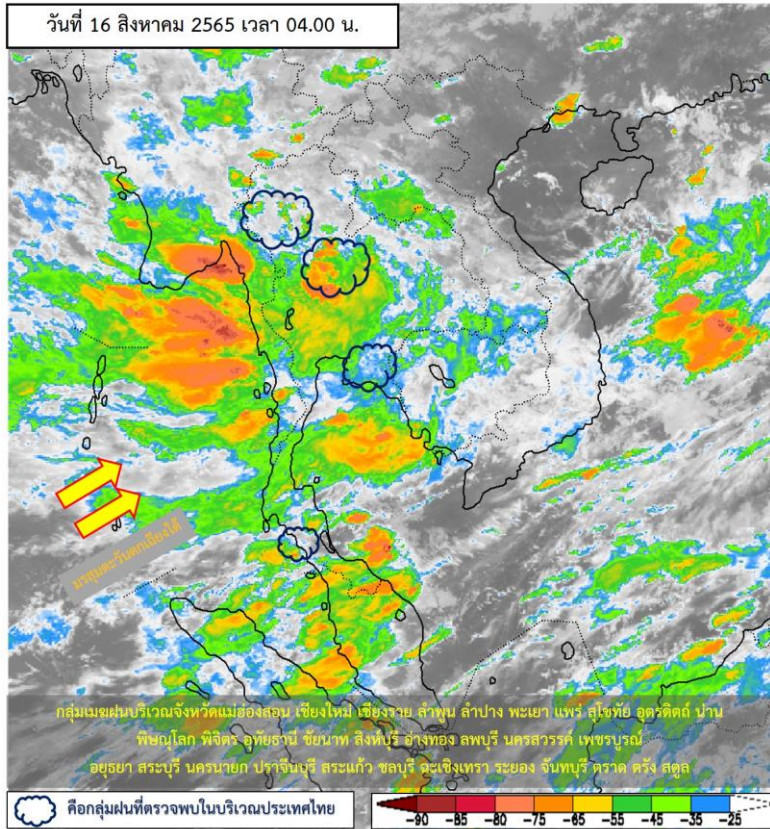 วันที่ 16 สิงหาคม 2565 เวลา 04.00 น.
มรสุมตะวันตกเฉียงใต้
กลุ่มเมฆฝนบริเวณจังหวัดแม่ฮ่องสอน เชียงใหม่ เชียงราย ลำพูน ลำปาง พะเยา แพร่ สุโขทัย อุตรดิตถ์ น่าน
พิษณุโลก พิจิตร อุทัยธานี ชัยนาท สิงห์บุรี อ่างทอง ลพบุรี นครสวรรค์ เพชรบูรณ์
อยุธยา สระบุรี นครนายก ปราจีนบุรี สระแก้ว ชลบุรี ฉะเชิงเทรา ระยอง จันทบุรี ตราด ตรัง สตูล
คือกลุ่มฝนที่ตรวจพบในบริเวณประเทศไทย
-90 -85 -80 -75 -65 -55 -45 -35 -25